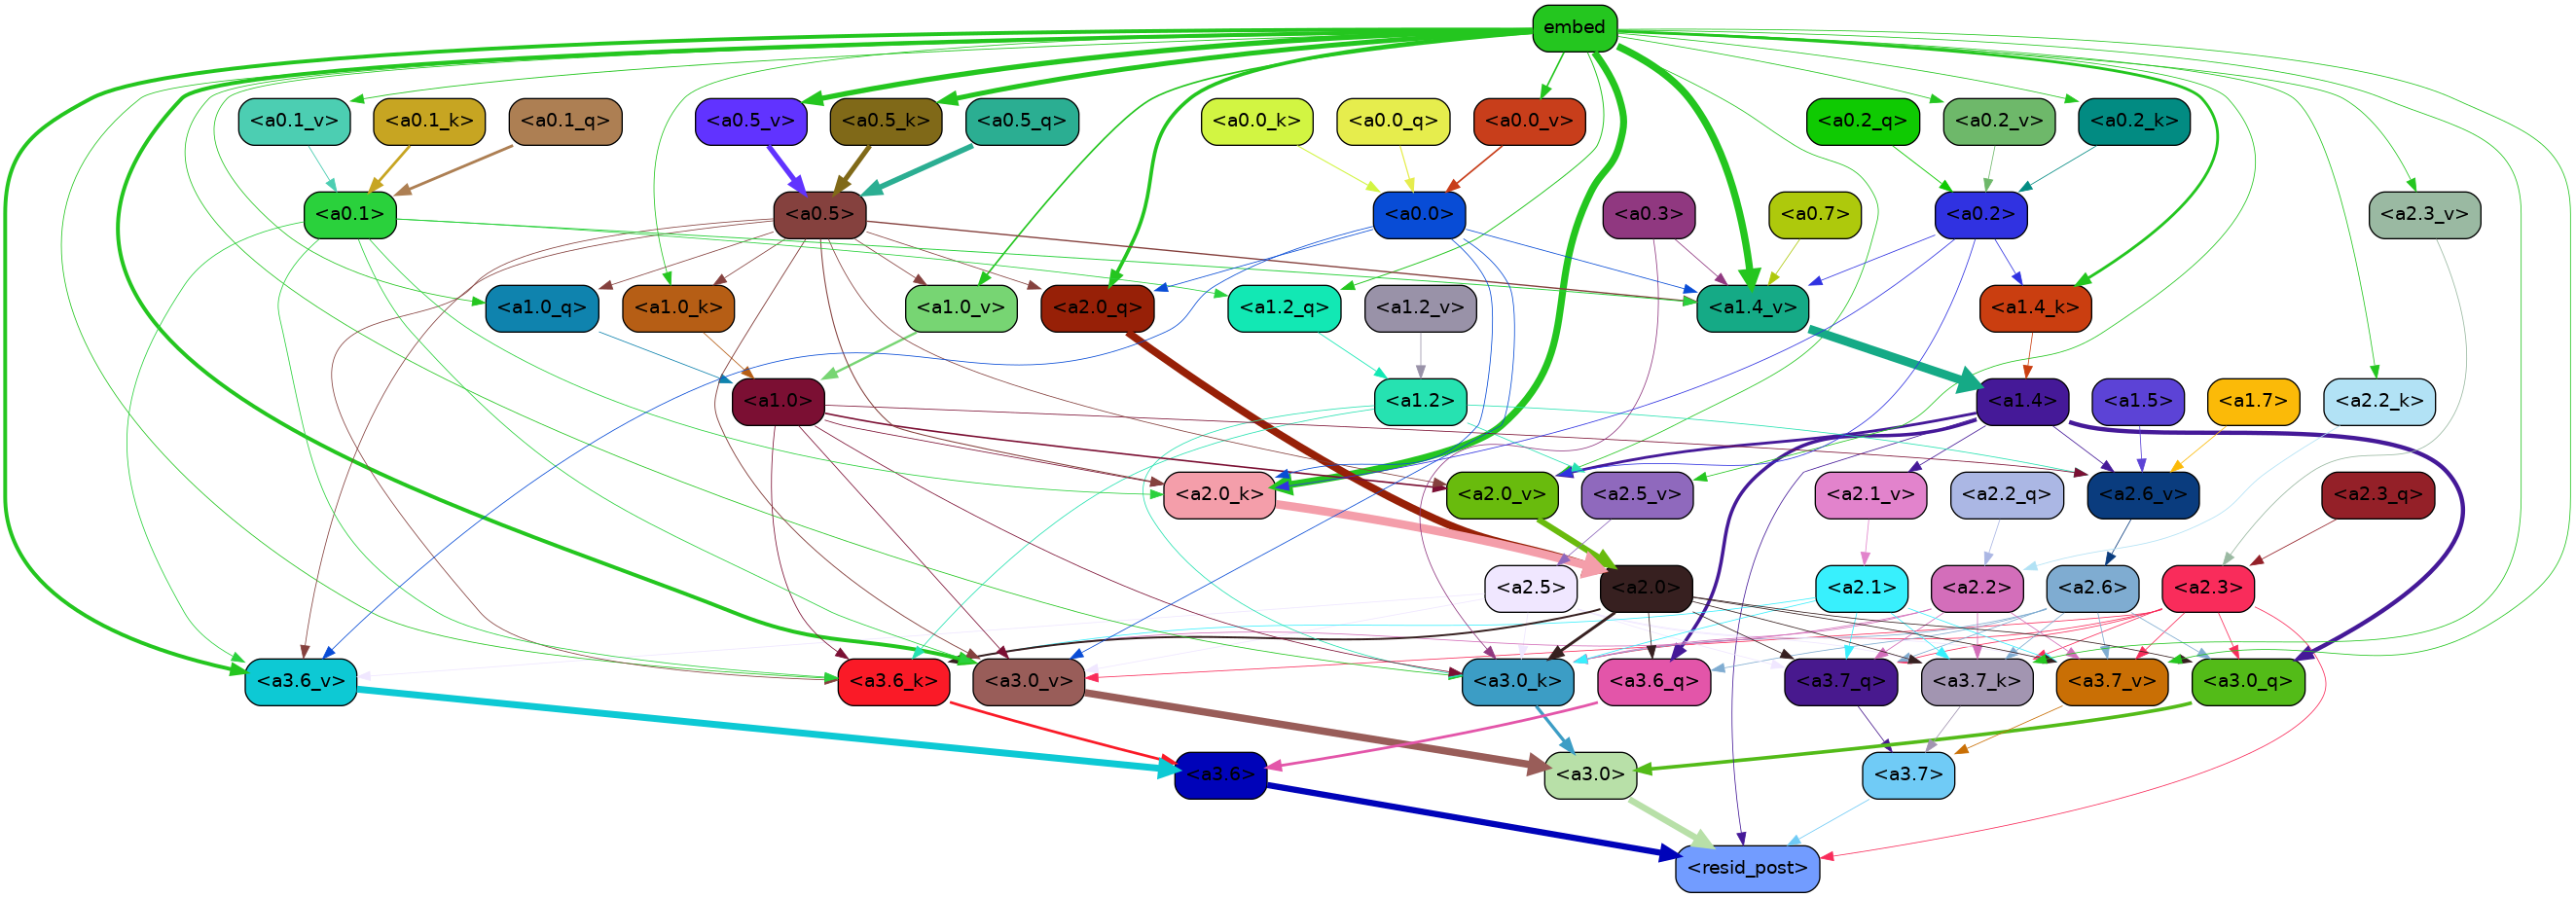 embed
<a0.1_v> <a0.1_k> <a0.1_q> <a0.5_v> <a0.5_k> <a0.5_q> <a0.0_k> <a0.0_q> <a0.0_v> <a0.2_q> <a0.2_v> <a0.2_k>
<a0.1> <a0.5> <a0.0> <a0.3> <a0.7> <a0.2> <a2.3_v>
<a1.0_q> <a1.0_k> <a1.0_v> <a2.0_q> <a1.2_q> <a1.2_v> <a1.4_v> <a1.4_k>
<a1.0> <a1.2> <a1.4> <a1.5> <a1.7> <a2.2_k>
<a2.0_k> <a2.0_v> <a2.5_v> <a2.1_v> <a2.2_q> <a2.6_v> <a2.3_q>
<a2.5> <a2.0> <a2.1> <a2.2> <a2.6> <a2.3>
<a3.6_v> <a3.6_k> <a3.0_v> <a3.0_k> <a3.6_q> <a3.7_q> <a3.7_k> <a3.7_v> <a3.0_q>
<a3.6> <a3.0> <a3.7>
<resid_post>